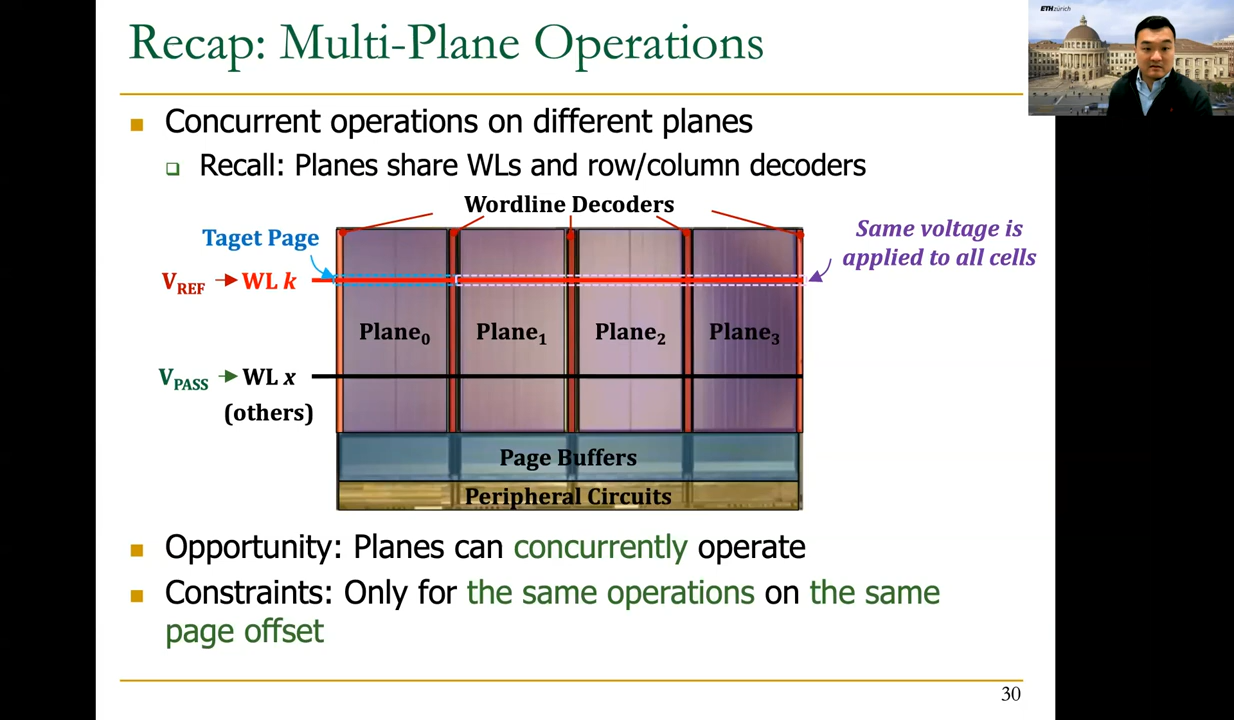 ETHzürich
Recap: Multi-Plane Operations
Concurrent operations on different planes
Recall: Planes share WLs and row/column decoders
Wordline Decoders
Taget Page
Same voltage is
applied to all cells
VREF → WL k
Plane0 Plane1 Plane2 Plane3
VPASS → WL x
(others)
Page Buffers
Peripheral Circuits
Opportunity: Planes can concurrently operate
Constraints: Only for the same operations on the same
page offset
30